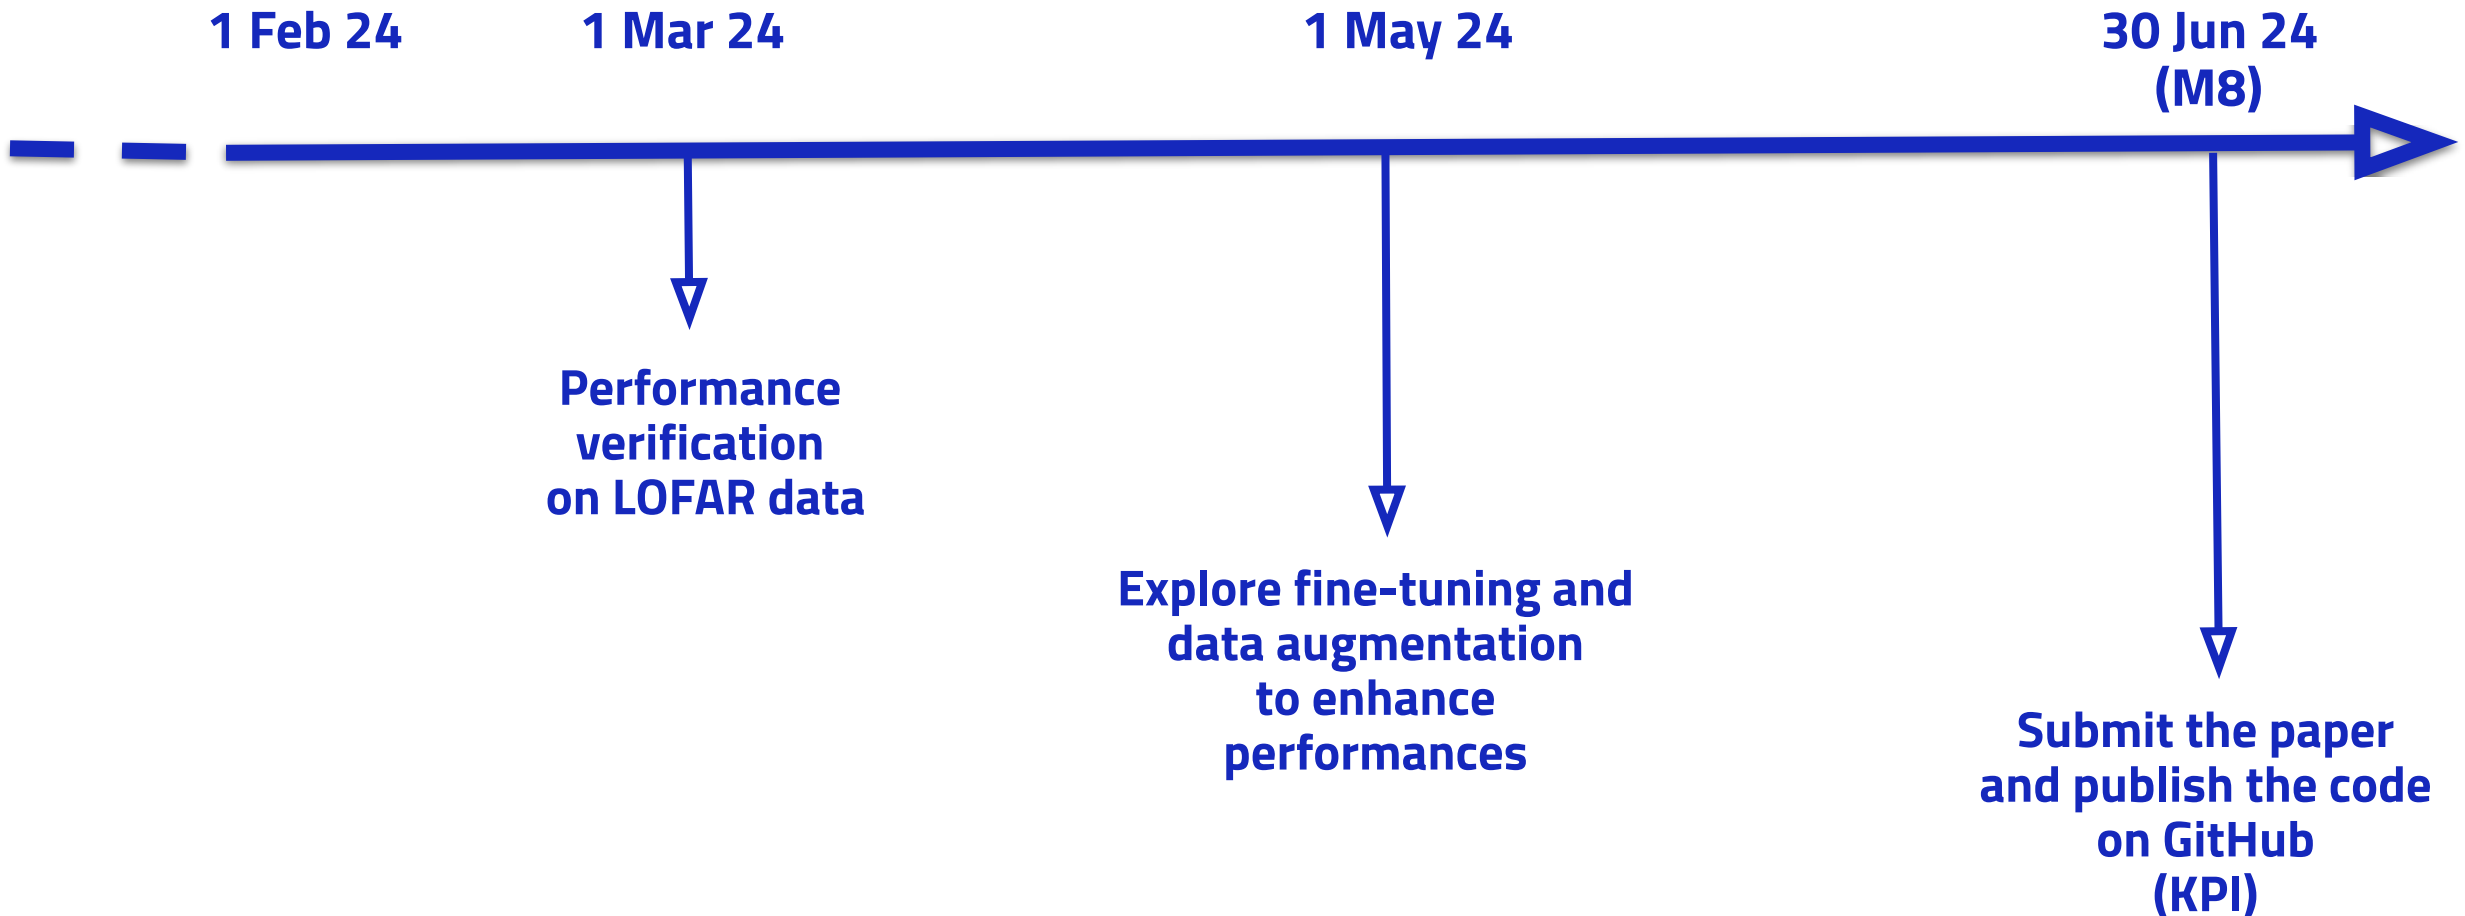 1 Feb 24
1 Mar 24
1 May 24
30 Jun 24
(M8)
Performance
verification
on LOFAR data
Explore fine-tuning and
data augmentation
to enhance
performances
Submit the paper
and publish the code
on GitHub
(KPI)